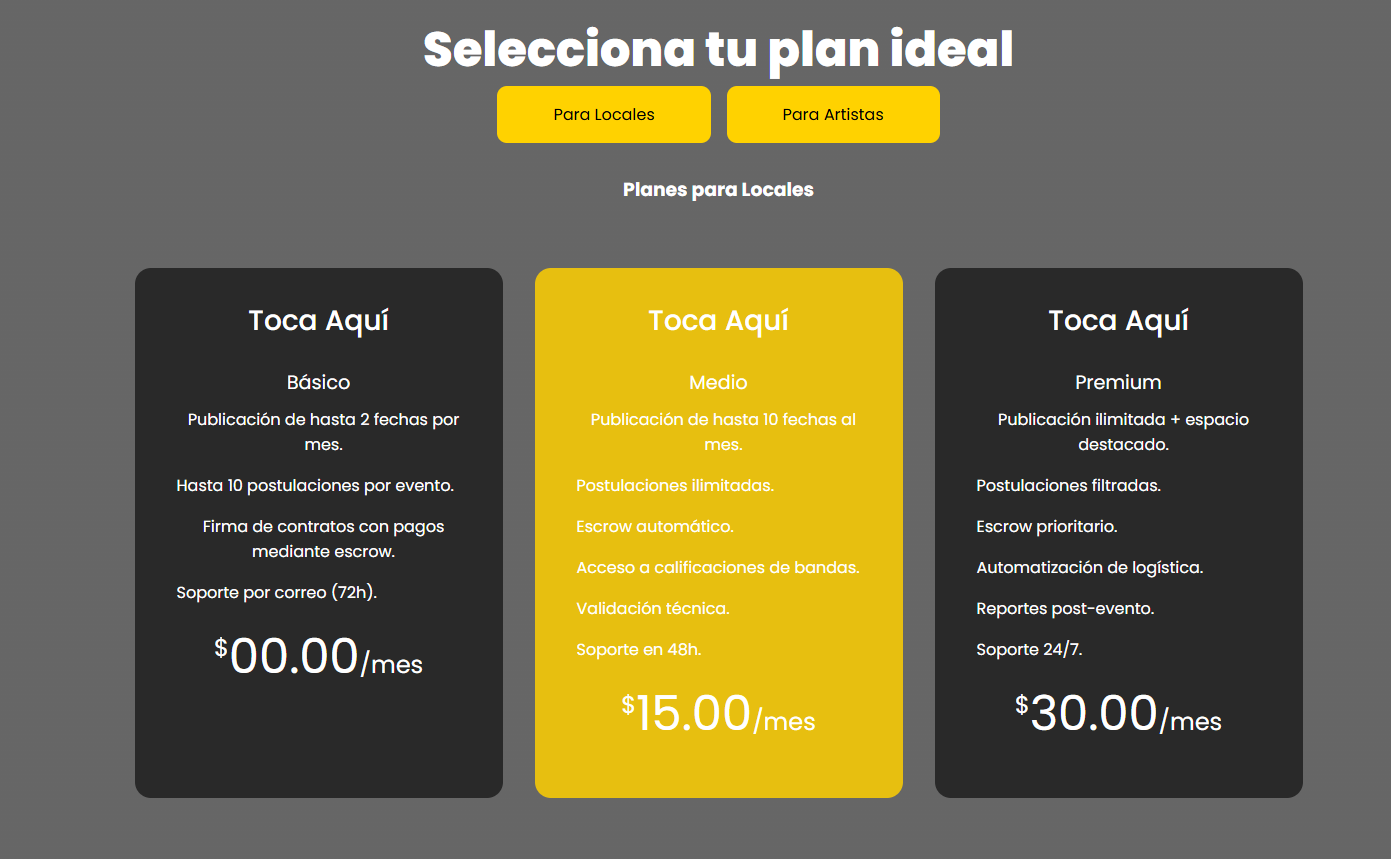 Selecciona tu plan ideal
Para Locales
Para Artistas
Planes para Locales
Toca Aquí
Básico
Publicación de hasta 2 fechas por
mes.
Hasta 10 postulaciones por evento.
Firma de contratos con pagos
mediante escrow.
Soporte por correo (72h).
$00.00/mes
Toca Aquí
Medio
Publicación de hasta 10 fechas al
mes.
Postulaciones ilimitadas.
Escrow automático.
Acceso a calificaciones de bandas.
Validación técnica.
Soporte en 48h.
$15.00/mes
Toca Aquí
Premium
Publicación ilimitada + espacio
destacado.
Postulaciones filtradas.
Escrow prioritario.
Automatización de logística.
Reportes post-evento.
Soporte 24/7.
$30.00/mes